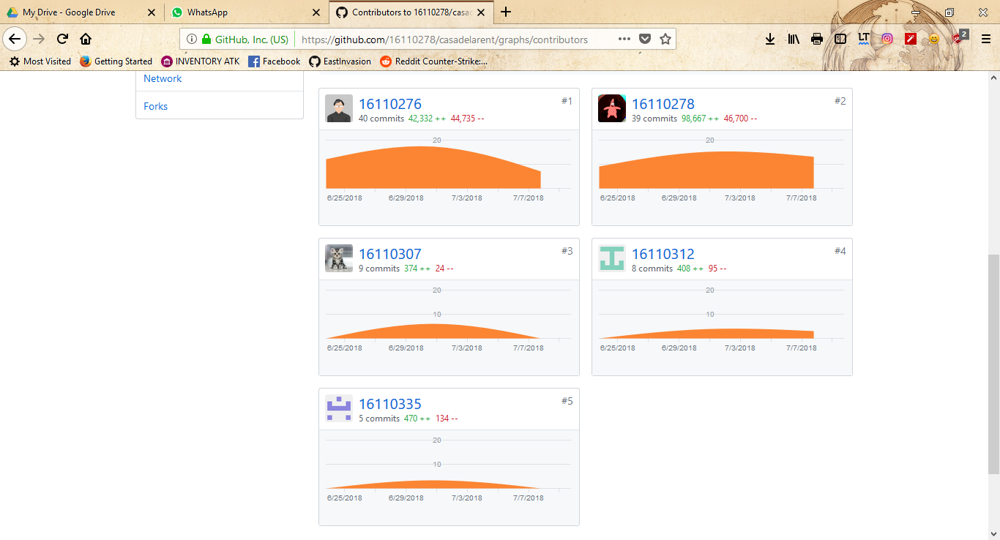 My Drive - Google Drive
WhatsApp
Contributors to 16110278/casad
GitHub, Inc. (US)
https://github.com/16110278/casadelarent/graphs/contributors
LT
2
Most Visited
Getting Started
INVENTORY ATK
Facebook
EastInvasion
Reddit Counter-Strike:...
Network
Forks
16110276
#1
40 commits 42,332 ++ 44,735 --
20
6/25/2018 6/29/2018 7/3/2018 7/7/2018
16110278
#2
39 commits 98,667 ++ 46,700 --
20
6/25/2018 6/29/2018 7/3/2018 7/7/2018
16110307
#3
9 commits 374 ++ 24 --
20
10
6/25/2018 6/29/2018 7/3/2018 7/7/2018
16110312
#4
8 commits 408 ++ 95 --
20
10
6/25/2018 6/29/2018 7/3/2018 7/7/2018
16110335
#5
5 commits 470 ++ 134 --
20
10
6/25/2018 6/29/2018 7/3/2018 7/7/2018